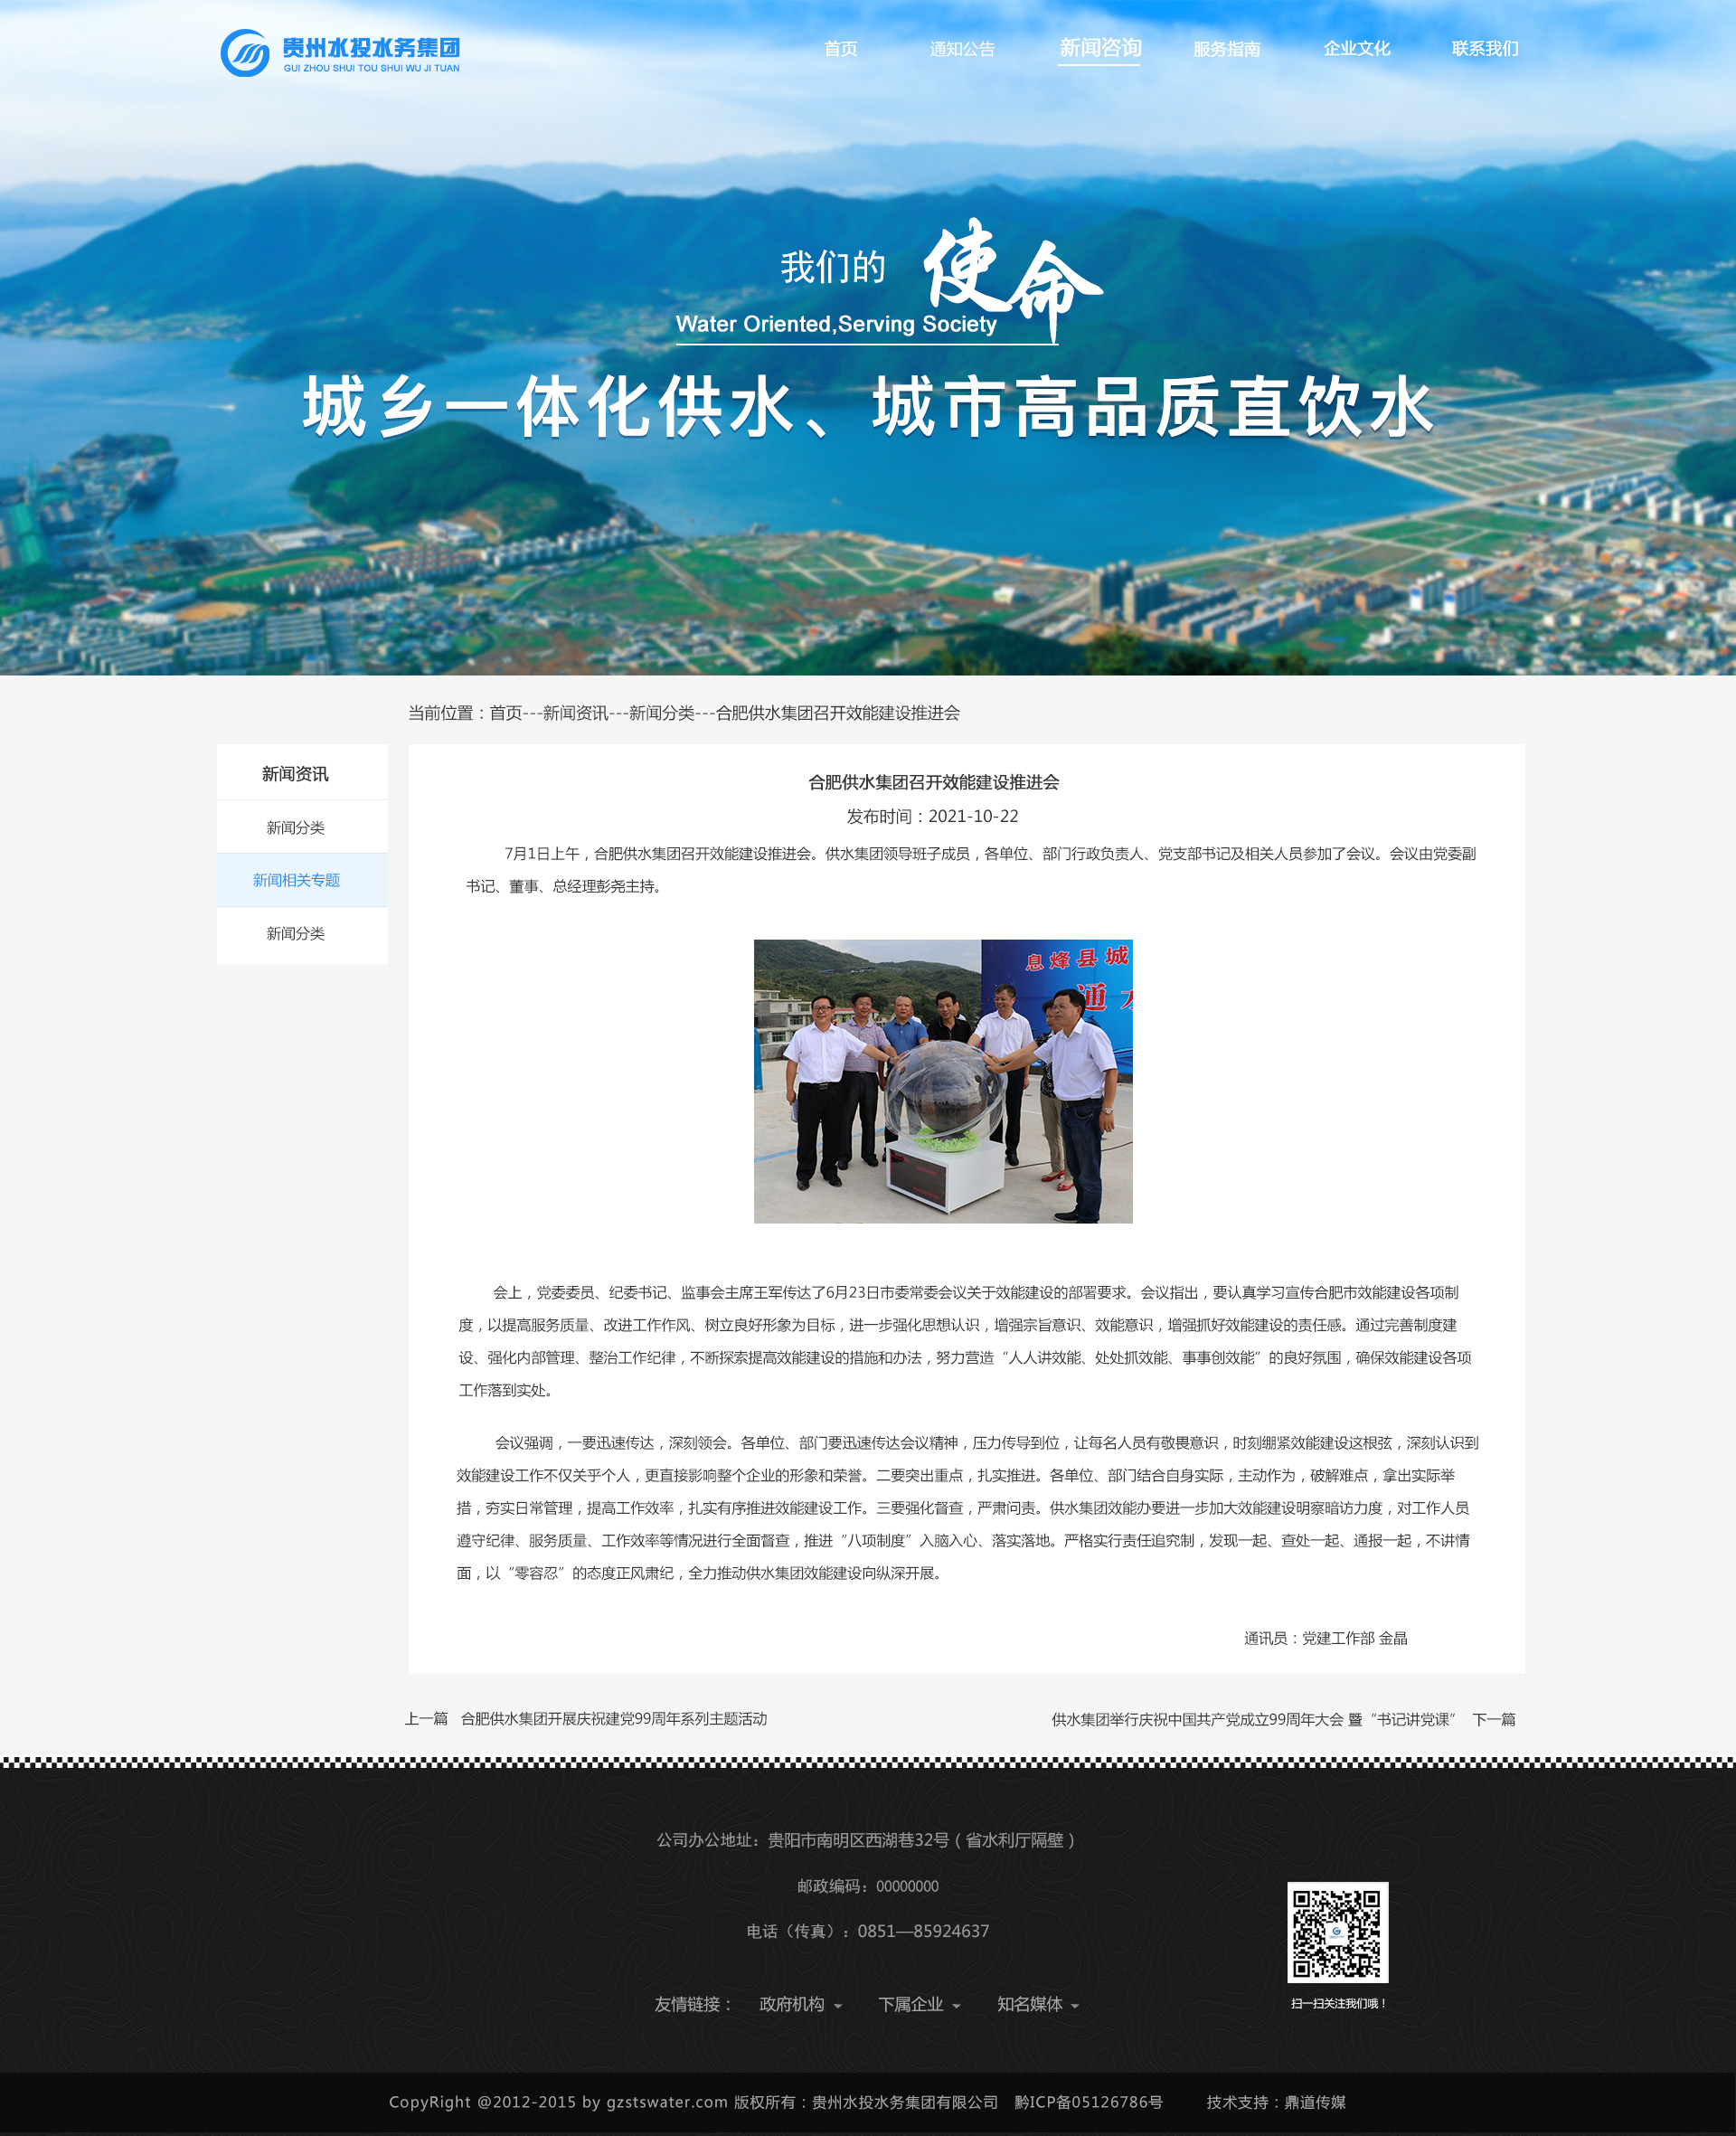 贵州水投水务集团
GUI ZHOU SHUI TOU SHUI WU JI TUAN
首页
通知公告
新闻咨询
服务指南
企业文化
联系我们
我们的 使命
Water Oriented,Serving Society
城乡一体化供水、城市高品质直饮水
当前位置：首页---新闻资讯---新闻分类---合肥供水集团召开效能建设推进会
新闻资讯
新闻分类
新闻相关专题
新闻分类
合肥供水集团召开效能建设推进会
发布时间：2021-10-22
7月1日上午，合肥供水集团召开效能建设推进会。供水集团领导班子成员，各单位、部门行政负责人、党支部书记及相关人员参加了会议。会议由党委副
书记、董事、总经理彭尧主持。
息烽县城
通
会上，党委委员、纪委书记、监事会主席王军传达了6月23日市委常委会议关于效能建设的部署要求。会议指出，要认真学习宣传合肥市效能建设各项制
度，以提高服务质量、改进工作作风、树立良好形象为目标，进一步强化思想认识，增强宗旨意识、效能意识，增强抓好效能建设的责任感。通过完善制度建
设、强化内部管理、整治工作纪律，不断探索提高效能建设的措施和办法，努力营造“人人讲效能、处处抓效能、事事创效能”的良好氛围，确保效能建设各项
工作落到实处。
会议强调，一要迅速传达，深刻领会。各单位、部门要迅速传达会议精神，压力传导到位，让每名人员有敬畏意识，时刻绷紧效能建设这根弦，深刻认识到
效能建设工作不仅关乎个人，更直接影响整个企业的形象和荣誉。二要突出重点，扎实推进。各单位、部门结合自身实际，主动作为，破解难点，拿出实际举
措，夯实日常管理，提高工作效率，扎实有序推进效能建设工作。三要强化督查，严肃问责。供水集团效能办要进一步加大效能建设明察暗访力度，对工作人员
遵守纪律、服务质量、工作效率等情况进行全面督查，推进“八项制度”入脑入心、落实落地。严格实行责任追究制，发现一起、查处一起、通报一起，不讲情
面，以“零容忍”的态度正风肃纪，全力推动供水集团效能建设向纵深开展。
通讯员：党建工作部 金晶
上一篇 合肥供水集团开展庆祝建党99周年系列主题活动
供水集团举行庆祝中国共产党成立99周年大会 暨“书记讲党课” 下一篇
公司办公地址：贵阳市南明区西湖巷32号（省水利厅隔壁）
邮政编码：00000000
电话（传真）：0851—85924637
友情链接：
政府机构
下属企业
知名媒体
扫一扫关注我们哦！
CopyRight @2012-2015 by gzstswater.com 版权所有：贵州水投水务集团有限公司 黔ICP备05126786号 技术支持：鼎道传媒